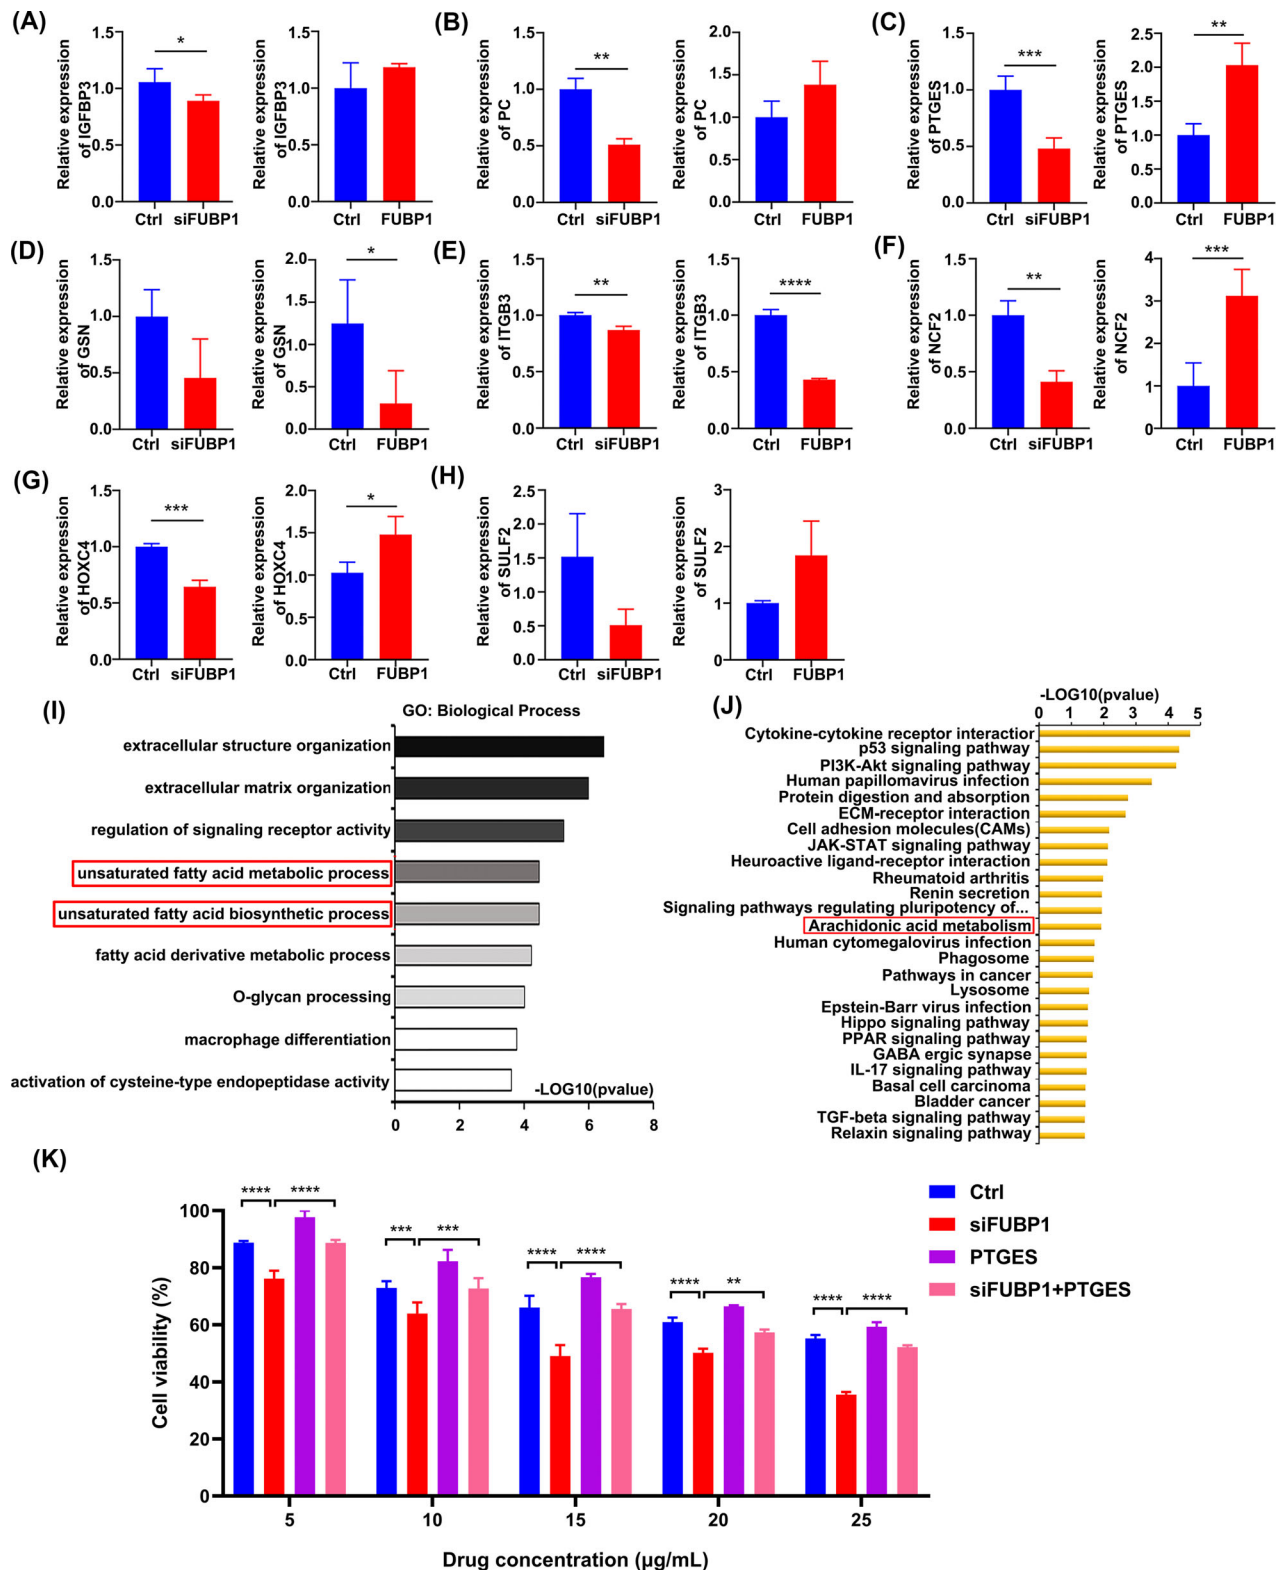 (A)
Relative expression
of IGFBP3
1.5
1.0
0.5
0.0
*
Ctrl siFUBP1
Relative expression
of IGFBP3
1.5
1.0
0.5
0.0
Ctrl FUBP1
(B)
Relative expression
of PC
1.5
1.0
0.5
0.0
**
Ctrl siFUBP1
Relative expression
of PC
2.0
1.5
1.0
0.5
0.0
Ctrl FUBP1
(C)
Relative expression
of PTGES
1.5
1.0
0.5
0.0
***
Ctrl siFUBP1
Relative expression
of PTGES
2.5
2.0
1.5
1.0
0.5
0.0
**
Ctrl FUBP1
(D)
Relative expression
of GSN
1.5
1.0
0.5
0.0
Ctrl siFUBP1
Relative expression
of GSN
2.0
1.5
1.0
0.5
0.0
*
Ctrl FUBP1
(E)
Relative expression
of ITGB3
1.5
1.0
0.5
0.0
**
Ctrl siFUBP1
Relative expression
of ITGB3
1.5
1.0
0.5
0.0
****
Ctrl FUBP1
(F)
Relative expression
of NCF2
1.5
1.0
0.5
0.0
**
Ctrl siFUBP1
Relative expression
of NCF2
4
3
2
1
0
***
Ctrl FUBP1
(G)
Relative expression
of HOXC4
1.5
1.0
0.5
0.0
***
Ctrl siFUBP1
Relative expression
of HOXC4
2.0
1.5
1.0
0.5
0.0
*
Ctrl FUBP1
(H)
Relative expression
of SULF2
2.5
2.0
1.5
1.0
0.5
0.0
Ctrl siFUBP1
Relative expression
of SULF2
3
2
1
0
Ctrl FUBP1
(I)
GO: Biological Process
extracellular structure organization
extracellular matrix organization
regulation of signaling receptor activity
unsaturated fatty acid metabolic process
unsaturated fatty acid biosynthetic process
fatty acid derivative metabolic process
O-glycan processing
macrophage differentiation
activation of cysteine-type endopeptidase activity
-LOG10(pvalue)
0 2 4 6 8
(J)
-LOG10(pvalue)
0 1 2 3 4 5
Cytokine-cytokine receptor interaction
p53 signaling pathway
PI3K-Akt signaling pathway
Human papillomavirus infection
Protein digestion and absorption
ECM-receptor interaction
Cell adhesion molecules(CAMs)
JAK-STAT signaling pathway
Heuroactive ligand-receptor interaction
Rheumatoid arthritis
Renin secretion
Signaling pathways regulating pluripotency of...
Arachidonic acid metabolism
Human cytomegalovirus infection
Phagosome
Pathways in cancer
Lysosome
Epstein-Barr virus infection
Hippo signaling pathway
PPAR signaling pathway
GABA ergic synapse
IL-17 signaling pathway
Basal cell carcinoma
Bladder cancer
TGF-beta signaling pathway
Relaxin signaling pathway
(K)
Cell viability (%)
100
80
60
40
20
0
**** ****
*** ***
**** ****
**** **
**** ****
5 10 15 20 25
Drug concentration (μg/mL)
Ctrl
siFUBP1
PTGES
siFUBP1+PTGES